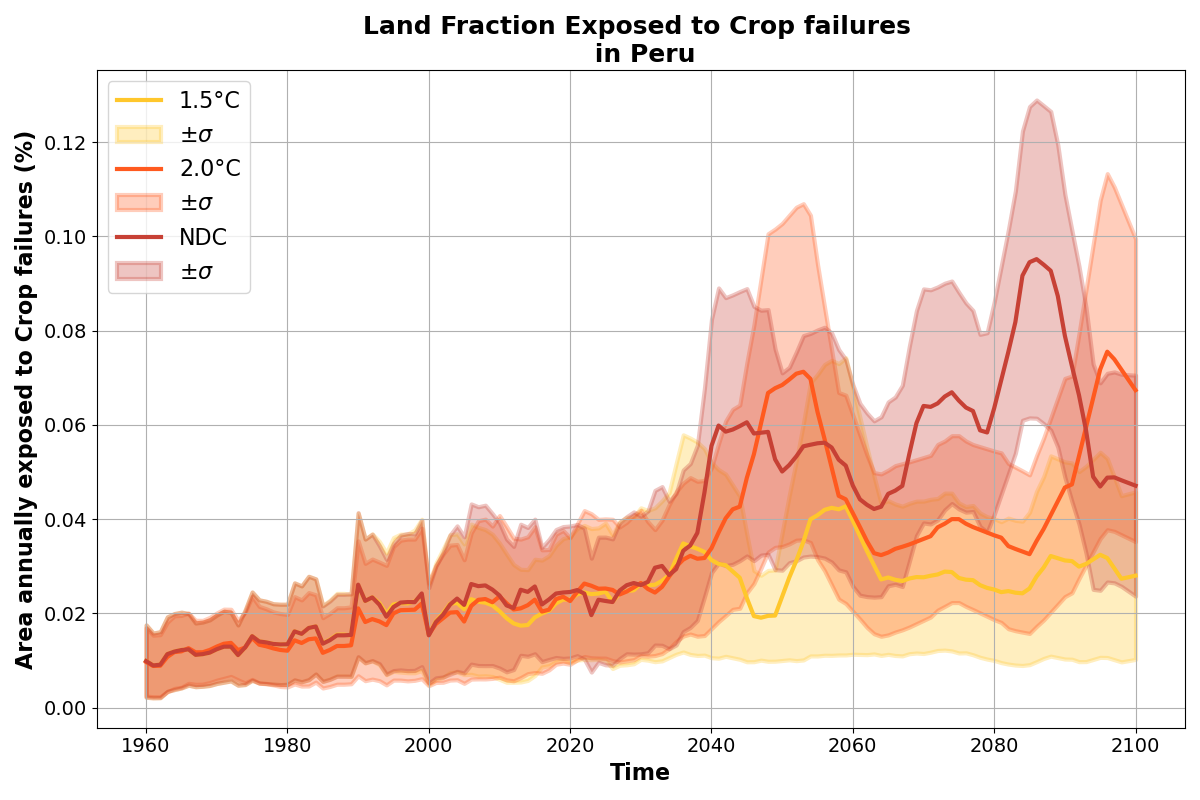 Land Fraction Exposed to Crop failures
in Peru
Area annually exposed to Crop failures (%)
0.12
0.10
0.08
0.06
0.04
0.02
0.00
1.5°C
±σ
2.0°C
±σ
NDC
±σ
1960 1980 2000 2020 2040 2060 2080 2100
Time